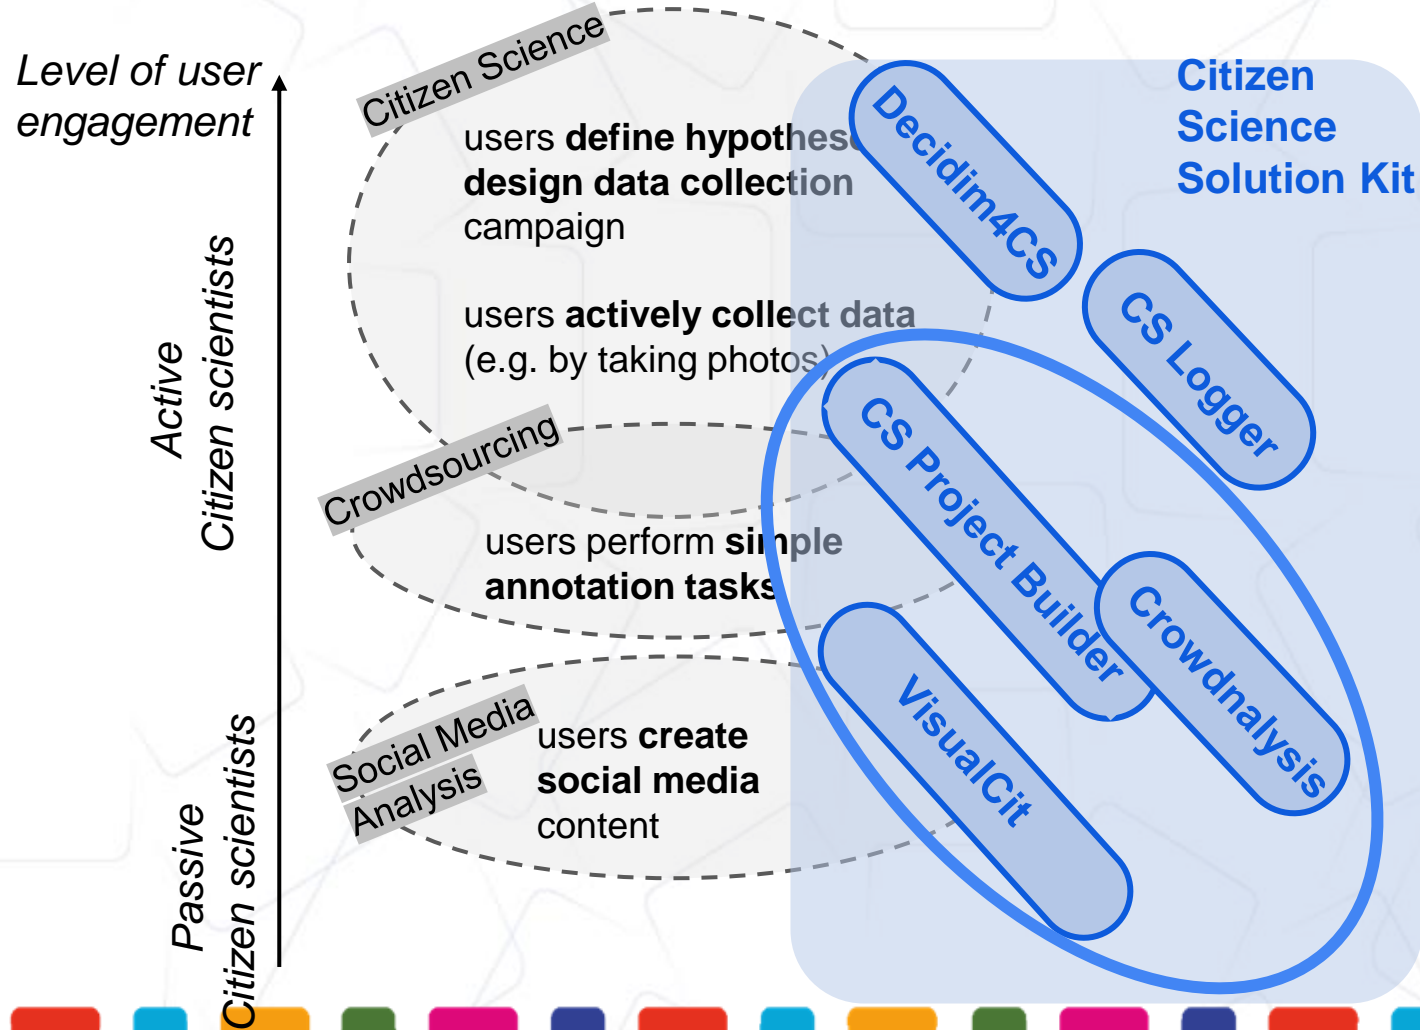 Level of user
engagement
Active
Citizen scientists
Passive
Citizen scientists
Citizen Science
users define hypothese
design data collection
campaign
users actively collect data
(e.g. by taking photos)
Crowdsourcing
users perform simple
annotation tasks
Social Media
Analysis
users create
social media
content
Citizen
Science
Solution Kit
Decidim4CS
CS Logger
CS Project Builder
Crowdnalysis
VisualCit